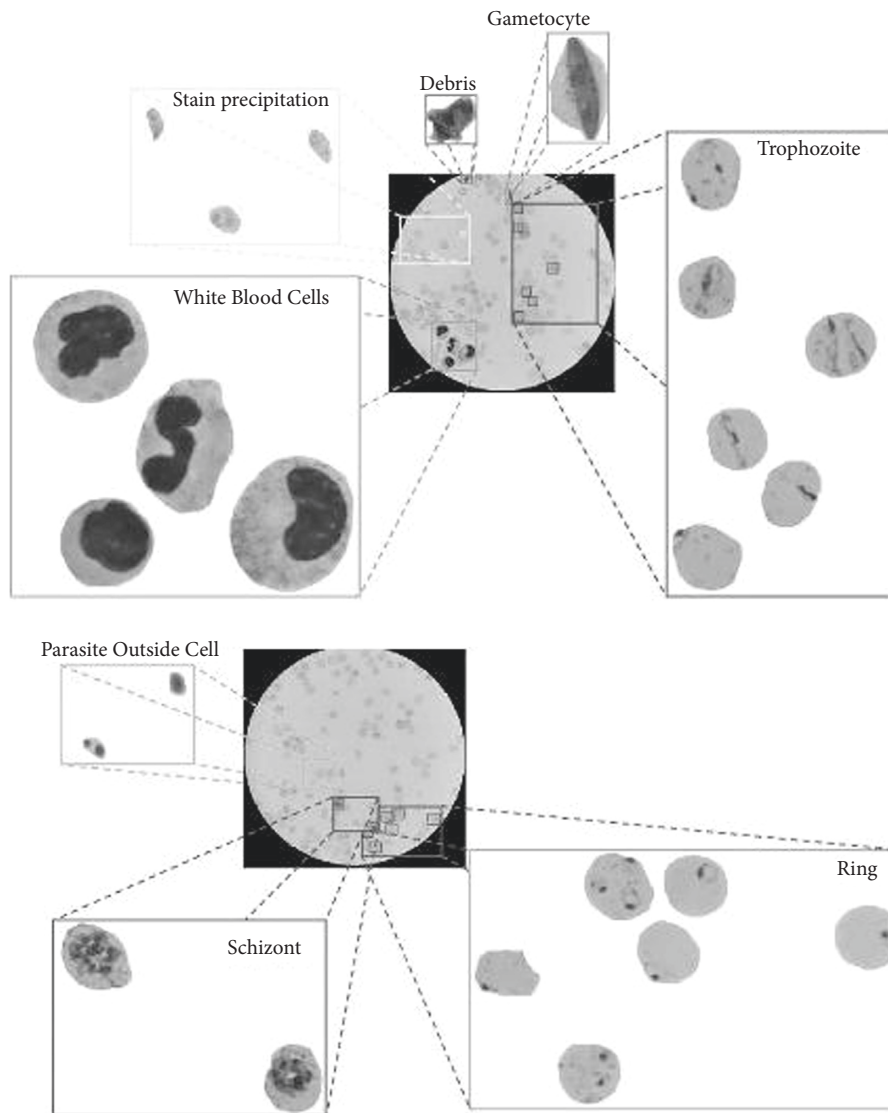 Gametocyte
Debris
Stain precipitation
Trophozoite
White Blood Cells
Parasite Outside Cell
Ring
Schizont